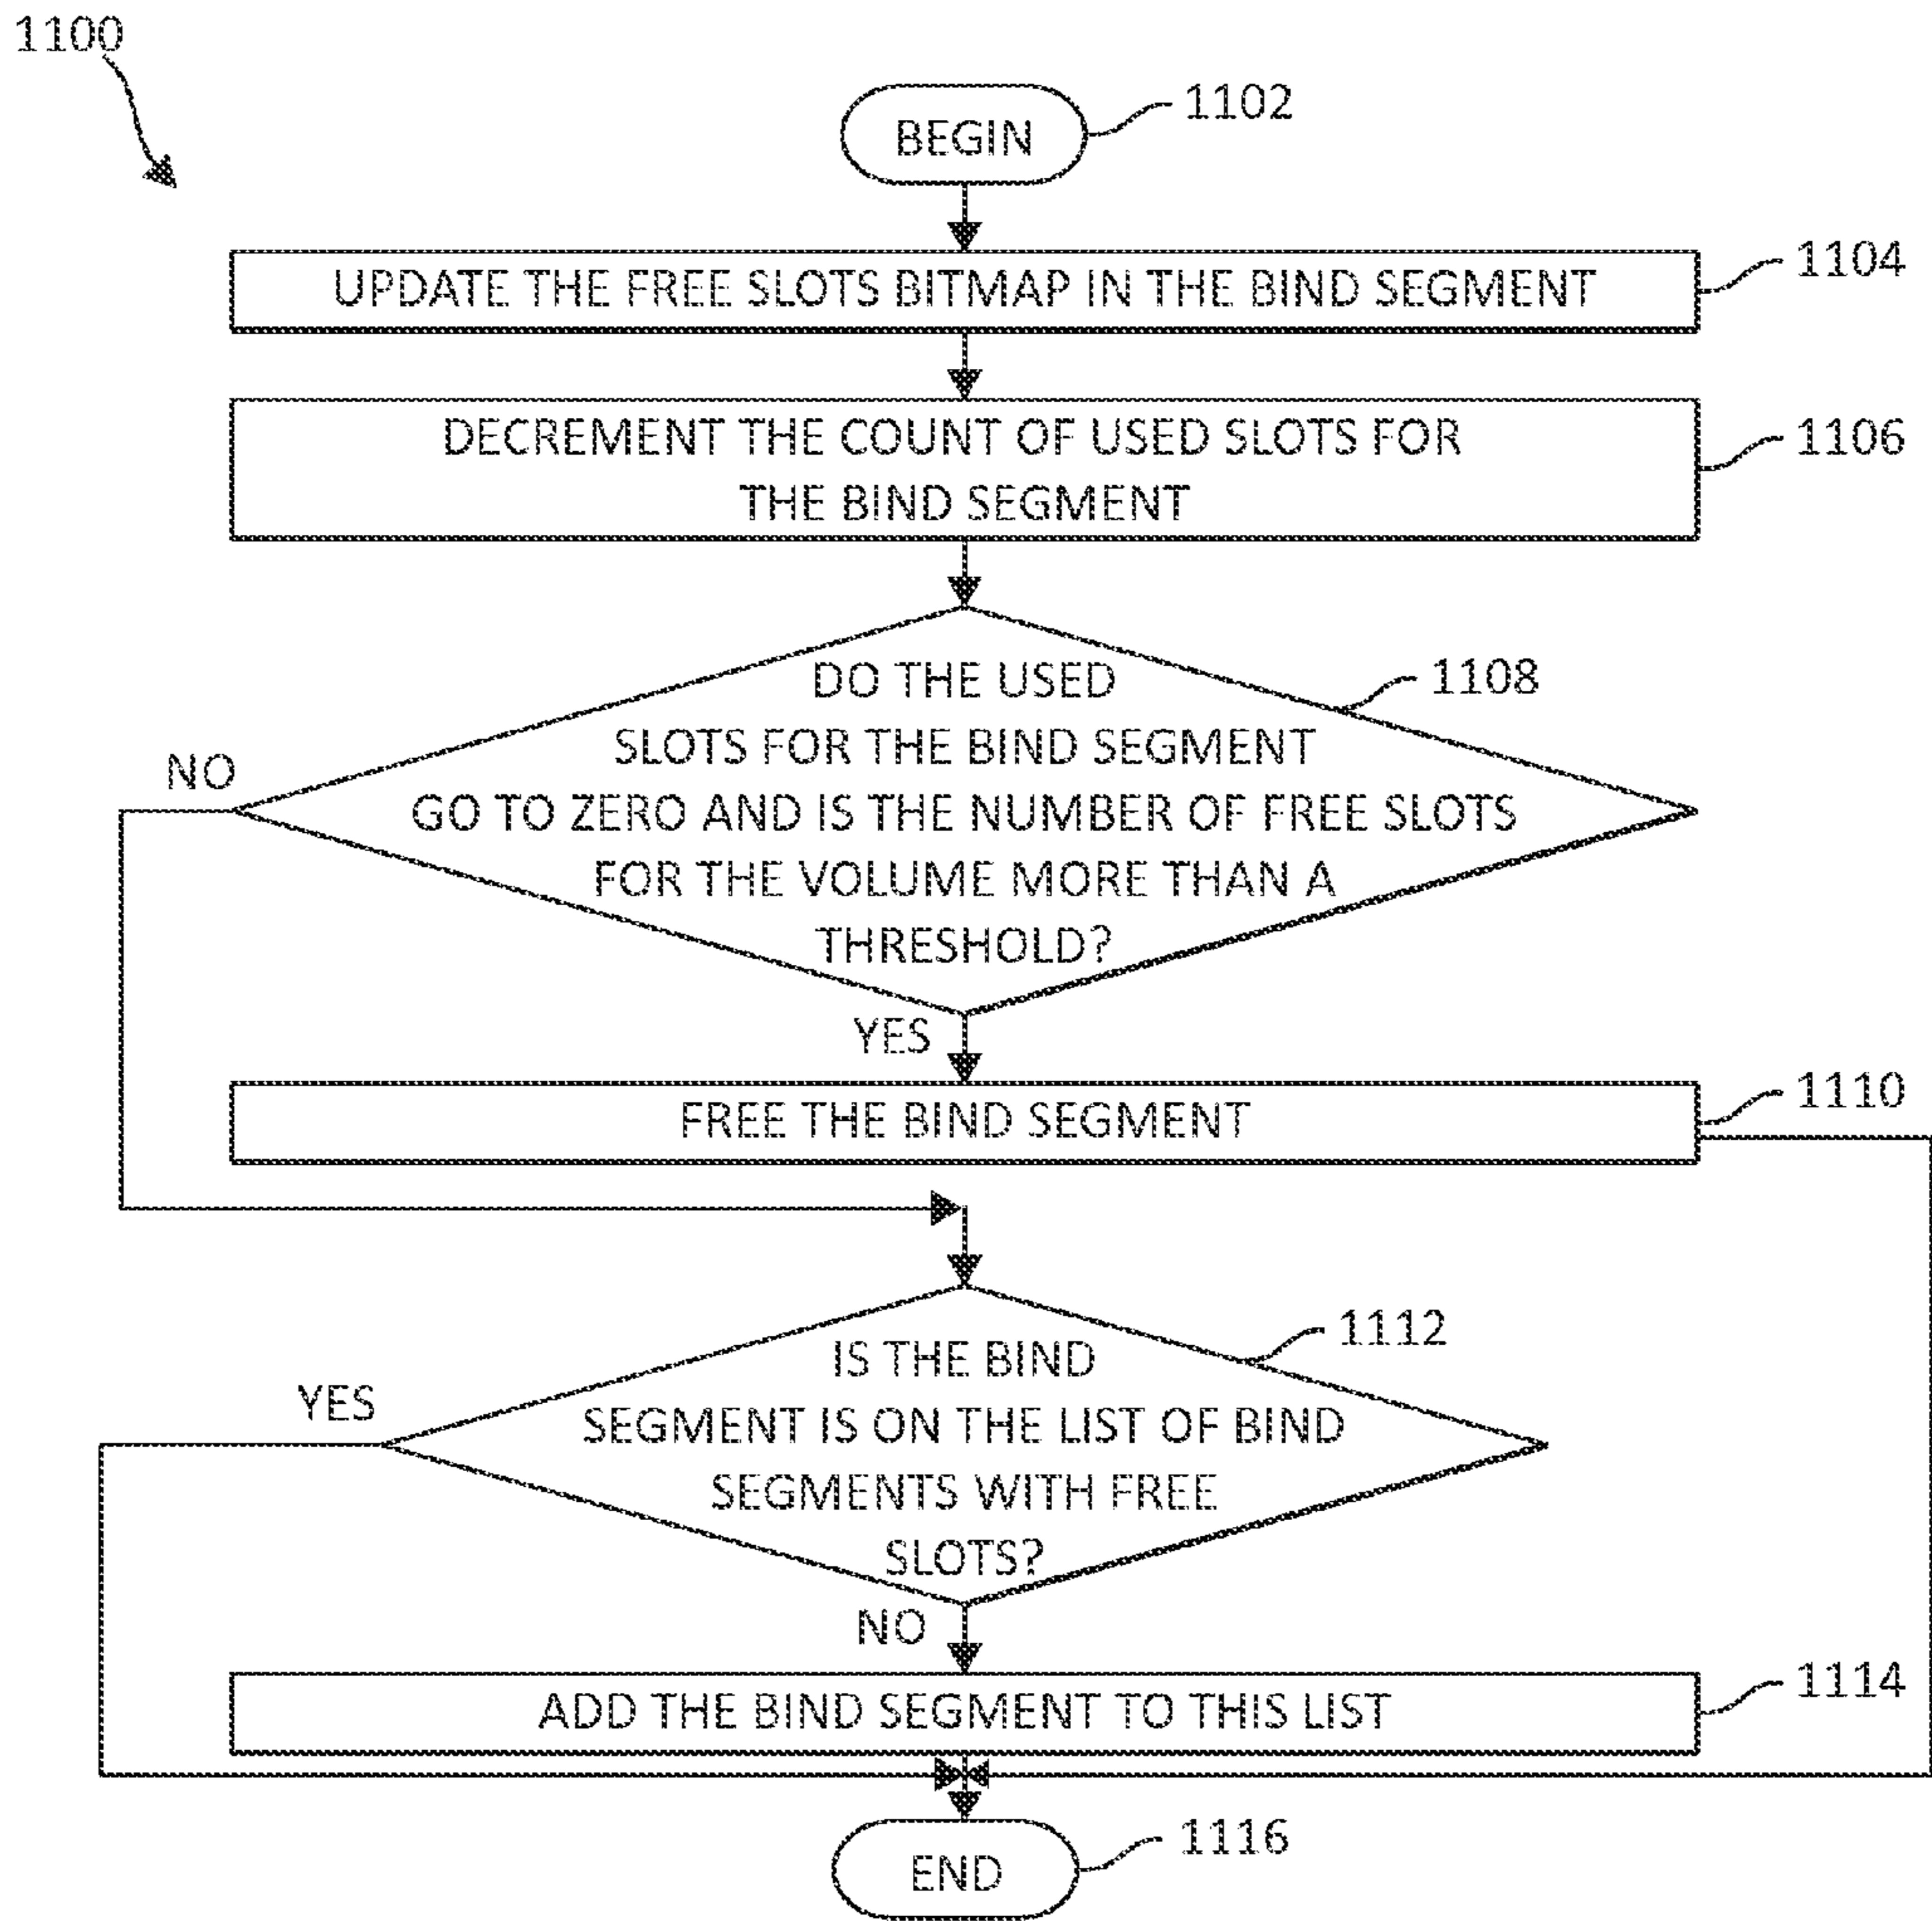 1100
BEGIN
1102
UPDATE THE FREE SLOTS BITMAP IN THE BIND SEGMENT
1104
DECREMENT THE COUNT OF USED SLOTS FOR
THE BIND SEGMENT
1106
DO THE USED
SLOTS FOR THE BIND SEGMENT
GO TO ZERO AND IS THE NUMBER OF FREE SLOTS
FOR THE VOLUME MORE THAN A
THRESHOLD?
1108
NO
YES
FREE THE BIND SEGMENT
1110
IS THE BIND
SEGMENT IS ON THE LIST OF BIND
SEGMENTS WITH FREE
SLOTS?
1112
YES
NO
ADD THE BIND SEGMENT TO THIS LIST
1114
END
1116